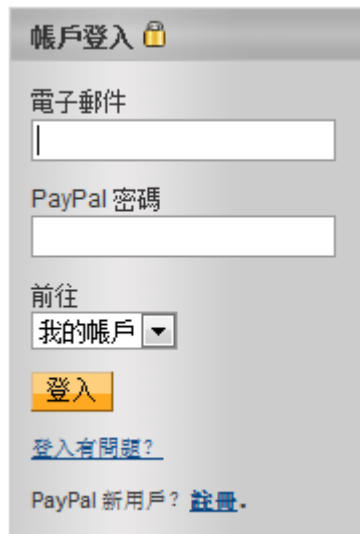 帳戶登入
電子郵件
PayPal 密碼
前往
我的帳戶
登入
登入有問題？
PayPal 新用戶？註冊。